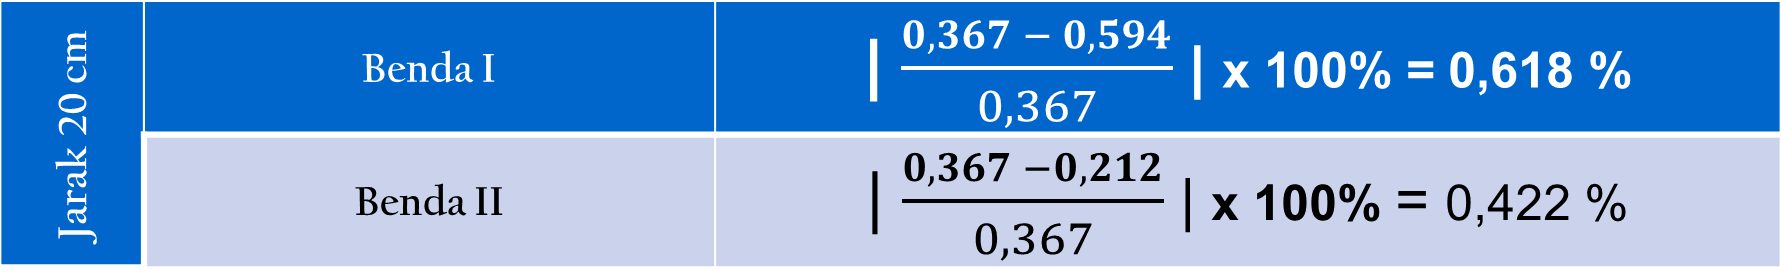 Jarak 20 cm
Benda I
| 0,367 − 0,594 / 0,367 | x 100% = 0,618 %
Benda II
| 0,367 −0,212 / 0,367 | x 100% = 0,422 %